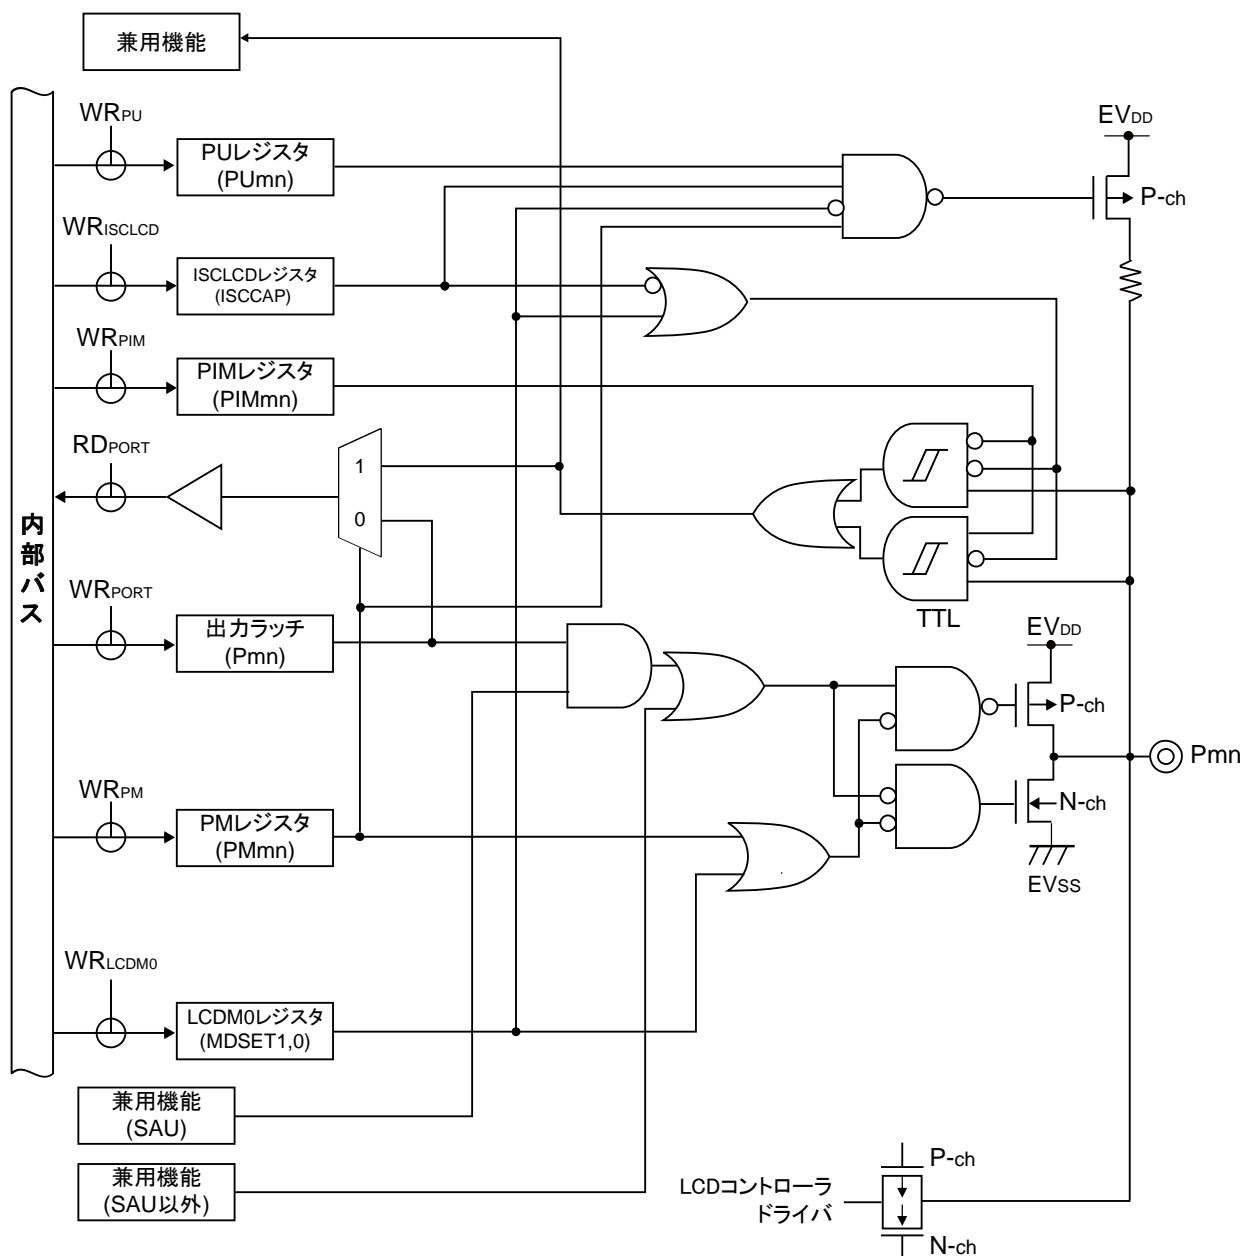 兼用機能
WRPU
PUレジスタ
(PUmn)
EVDD
P-ch
WRISCLCD
ISCLCDレジスタ
(ISCCAP)
WRPIM
PIMレジスタ
(PIMmn)
RDPORT
1
0
内部バス
WRPORT
出力ラッチ
(Pmn)
TTL
EVDD
P-ch
Pmn
N-ch
EVSS
WRPM
PMレジスタ
(PMmn)
WRLCDM0
LCDM0レジスタ
(MDSET1,0)
兼用機能
(SAU)
兼用機能
(SAU以外)
P-ch
LCDコントローラ
ドライバ
N-ch